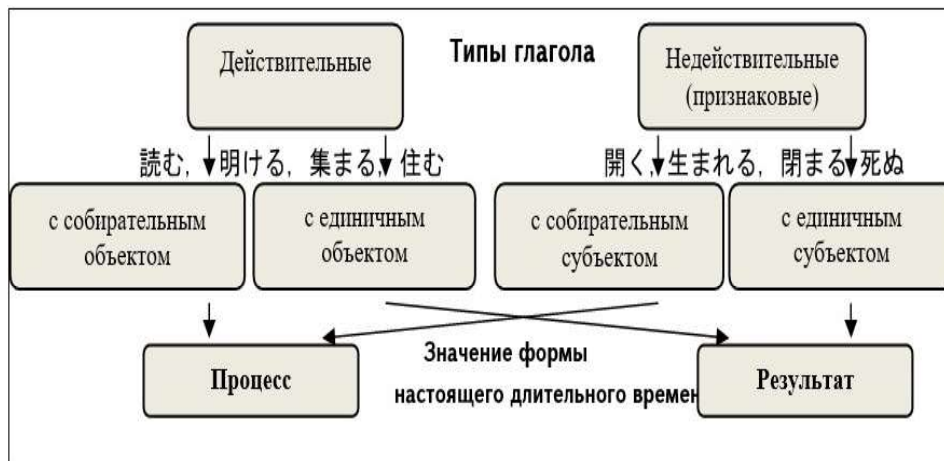 Типы глагола
Действительные
Недействительные
(признаковые)
読む, 明ける, 集まる, 住む
開く, 生まれる, 閉まる 死ぬ
с собирательным
объектом
с единичным
объектом
с собирательным
субъектом
с единичным
субъектом
Процесс
Значение формы
настоящего длительного времен
Результат